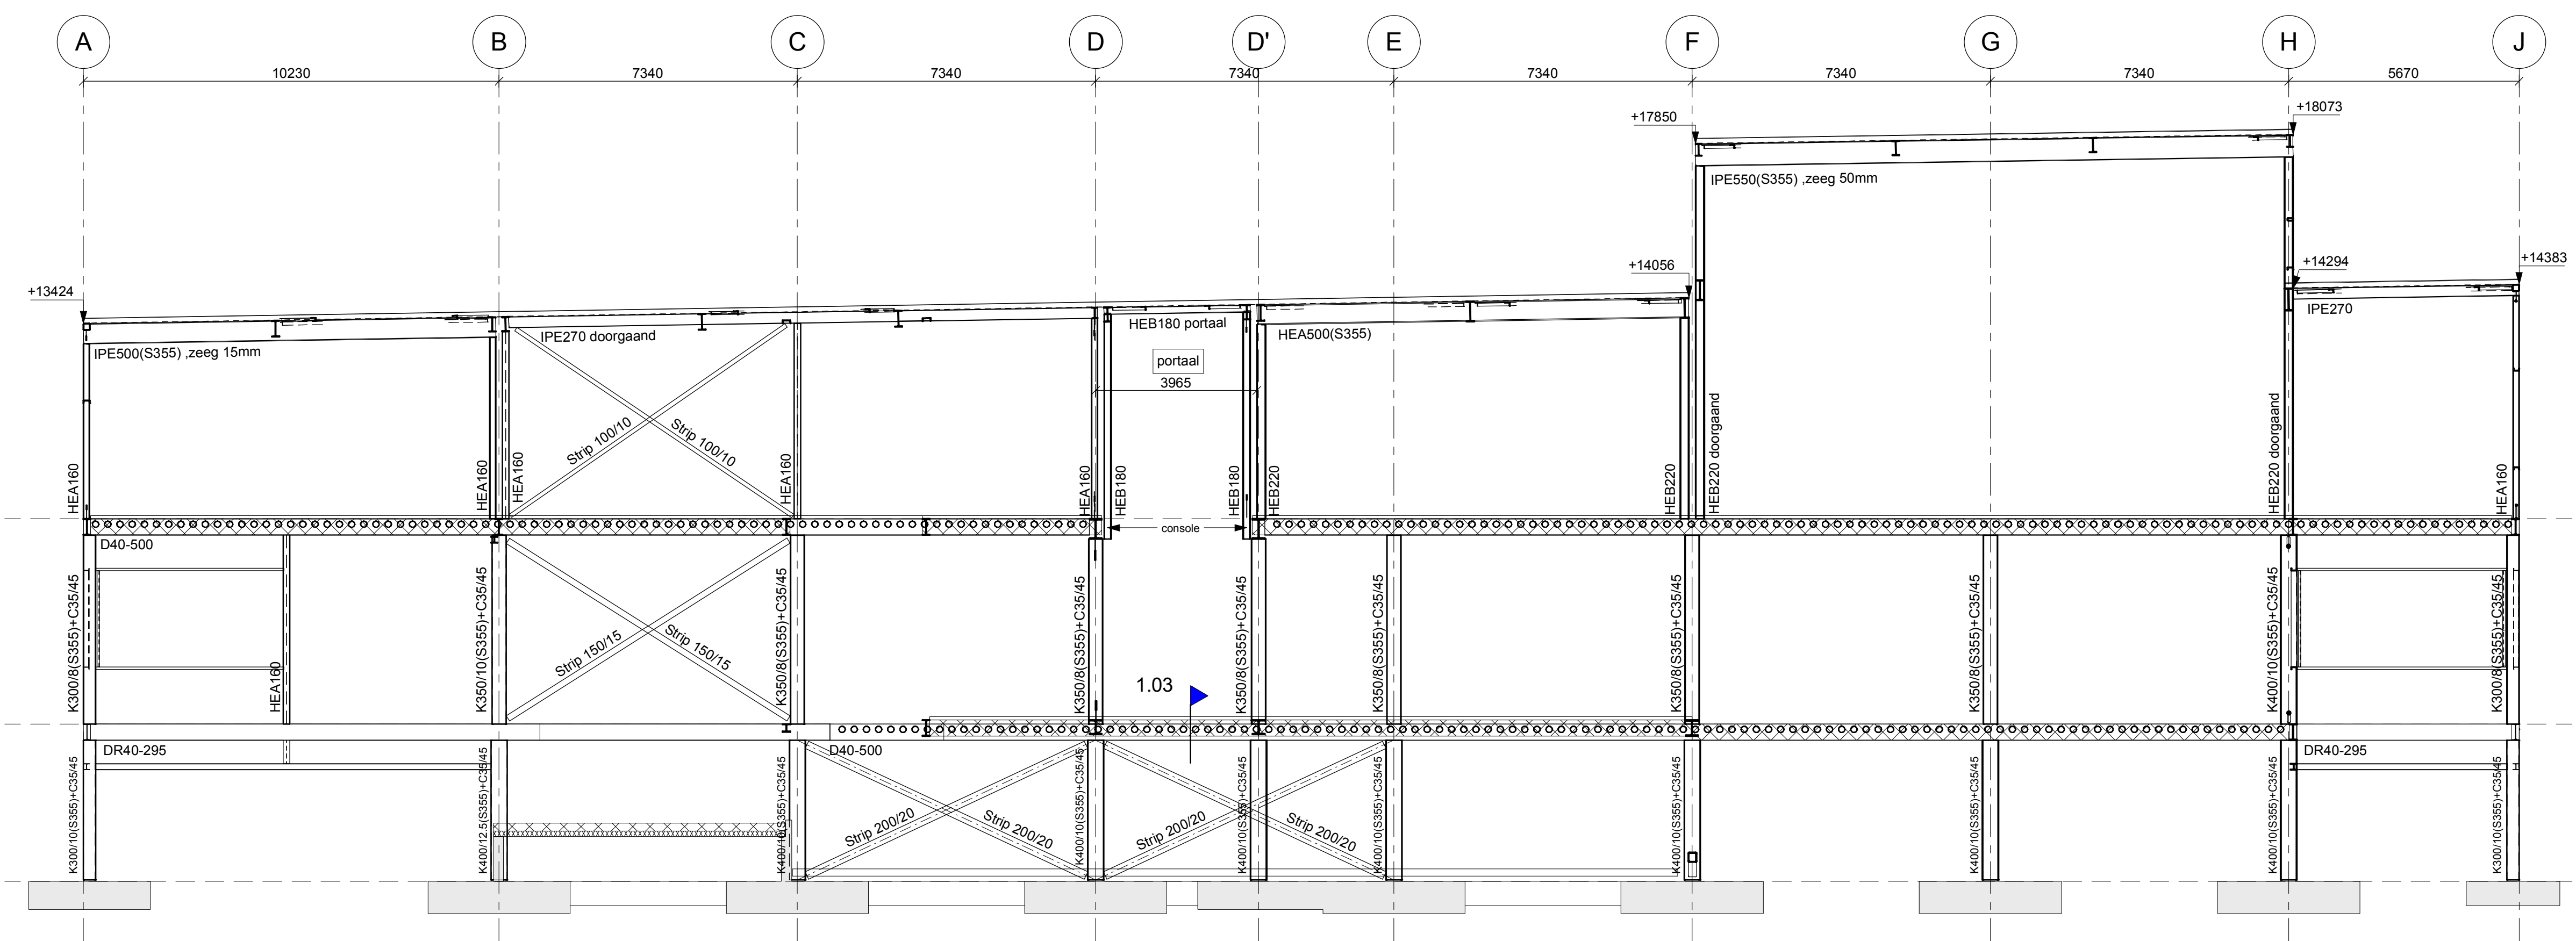 A B C D D' E F G H J
10230 7340 7340 7340 7340 7340 7340 5670
+18073
+17850
IPE550(S355) ,zeeg 50mm
+14383
+14294
+14056
+13424
IPE270
HEB180 portaal
IPE270 doorgaand
HEA500(S355)
IPE500(S355) ,zeeg 15mm
portaal
3965
Strip 100/10
Strip 100/10
HEA160
HEA160
HEA160
HEA160
HEA160
HEB180
HEB180
HEB220
HEB220
HEB220 doorgaand
HEB220 doorgaand
HEA160
console
D40-500
K300/8(S355)+C35/45
HEA160
K350/10(S355)+C35/45
Strip 150/15
Strip 150/15
K350/8(S355)+C35/45
K350/8(S355)+C35/45
1.03
K350/8(S355)+C35/45
K350/8(S355)+C35/45
K350/8(S355)+C35/45
K350/8(S355)+C35/45
K400/10(S355)+C35/45
K300/8(S355)+C35/45
DR40-295
D40-500
DR40-295
K300/10(S355)+C35/45
K400/12.5(S355)+C35/45
K400/10(S355)+C35/45
Strip 200/20
Strip 200/20
K400/10(S355)+C35/45
Strip 200/20
K400/10(S355)+C35/45
Strip 200/20
K400/10(S355)+C35/45
K400/10(S355)+C35/45
K400/10(S355)+C35/45
K400/10(S355)+C35/45
K300/10(S355)+C35/45